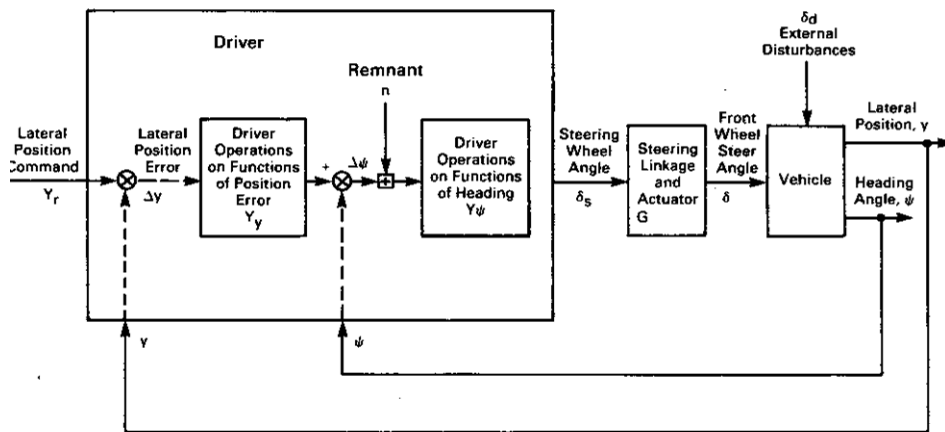 Driver
Remnant
n
δd
External
Disturbances
Lateral
Position
Command
Yr
Lateral
Position
Error
Δy
Driver
Operations
on Functions
of Position
Error
Yy
+
Δψ
Driver
Operations
on Functions
of Heading
Yψ
Steering
Wheel
Angle
δs
Steering
Linkage
and
Actuator
G
Front
Wheel
Steer
Angle
δ
Vehicle
Lateral
Position, y
Heading
Angle, ψ
y
ψ